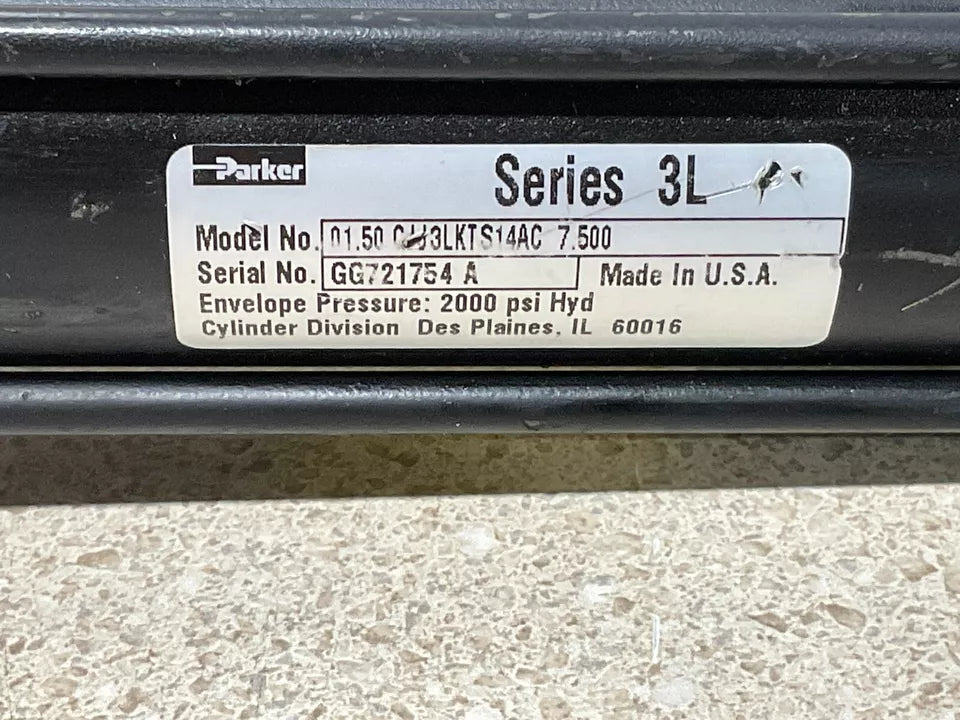 Parker
Series 3L
Model No. 01.50 3LKTS14AC 7.500
Serial No. GG721754 A Made In U.S.A.
Envelope Pressure: 2000 psi Hyd
Cylinder Division Des Plaines, IL 60016